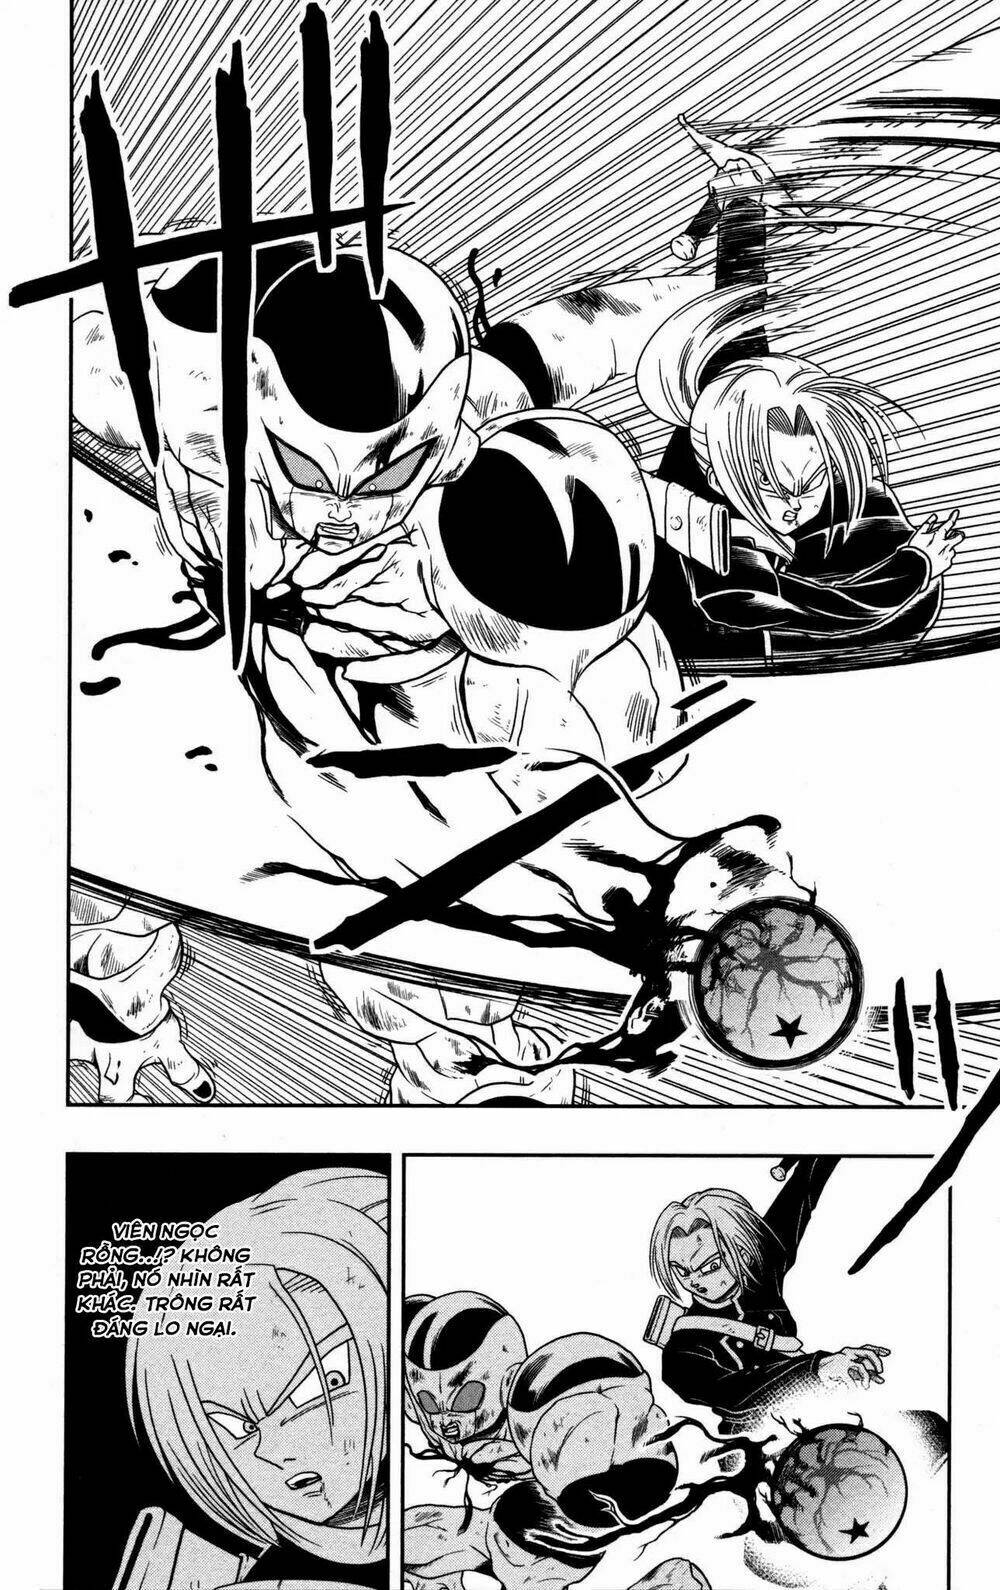 VIÊN NGỌC
RỒNG.../? KHÔNG
PHẢI, NÓ NHÌN RẤT
KHÁC. TRÔNG RẤT
ĐÁNG LO NGẠI.